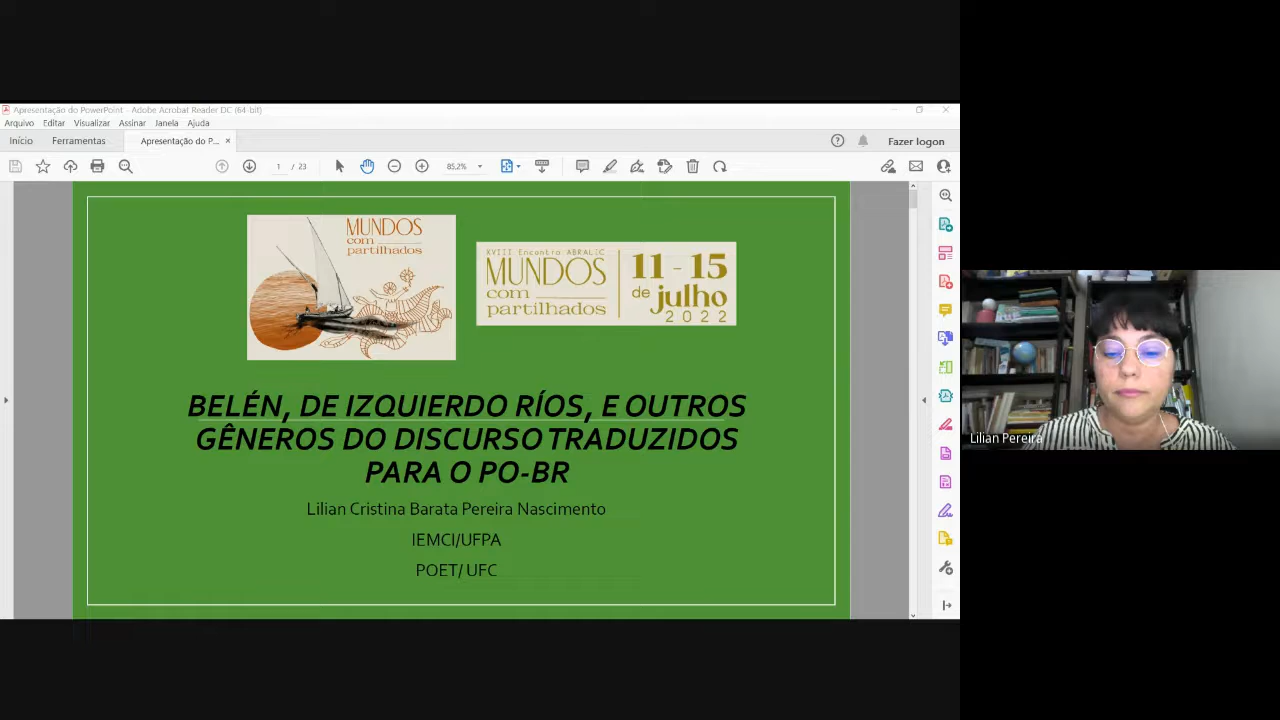 Apresentação do PowerPoint - Adobe Acrobat Reader DC (64-bit)
Arquivo Editar Visualizar Assinar Janela Ajuda
Início Ferramentas Apresentação do P... Fazer logon
1 / 23 85,2%
MUNDOS
com
partilhados
XVIII Encontro ABRALIC
MUNDOS
com
partilhados
11 - 15
de julho
2022
BELÉN, DE IZQUIERDO RÍOS, E OUTROS
GÊNEROS DO DISCURSO TRADUZIDOS
PARA O PO-BR
Lilian Cristina Barata Pereira Nascimento
IEMCI/UFPA
POET/ UFC
Lilian Pereira